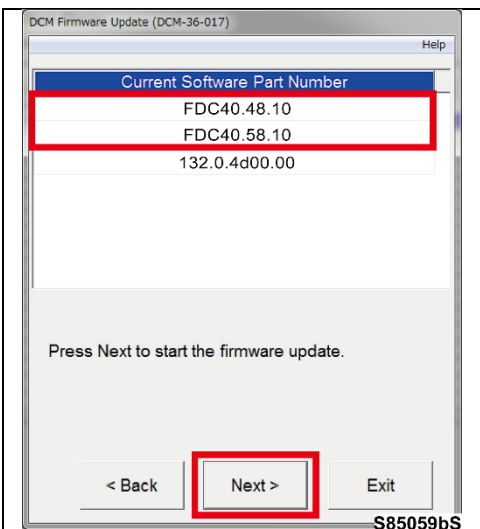 DCM Firmware Update (DCM-36-017)
Help
Current Software Part Number
FDC40.48.10
FDC40.58.10
132.0.4d00.00
Press Next to start the firmware update.
< Back Next > Exit
S85059bS